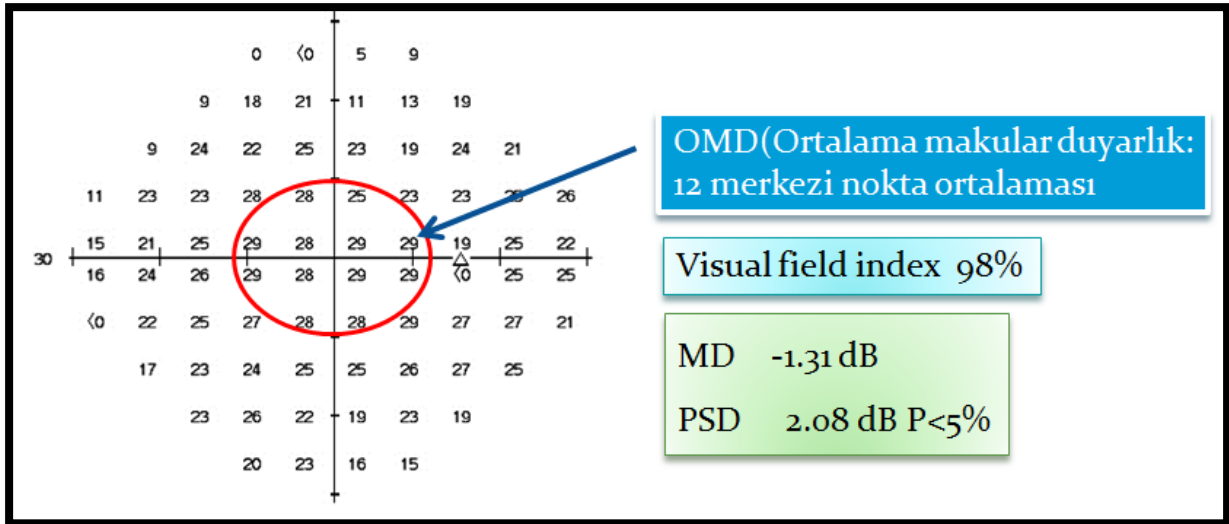 0 <0 5 9
9 18 21 11 13 19
9 24 22 25 23 19 24 21
11 23 23 28 28 25 23 23 25 26
15 21 25 29 28 29 29 19 25 22
30
16 24 26 29 28 29 29 <0 25 25
<0 22 25 27 28 28 29 27 27 21
17 23 24 25 25 26 27 25
23 26 22 19 23 19
20 23 16 15
OMD(Ortalama makular duyarlık:
12 merkezi nokta ortalaması
Visual field index 98%
MD -1.31 dB
PSD 2.08 dB P<5%